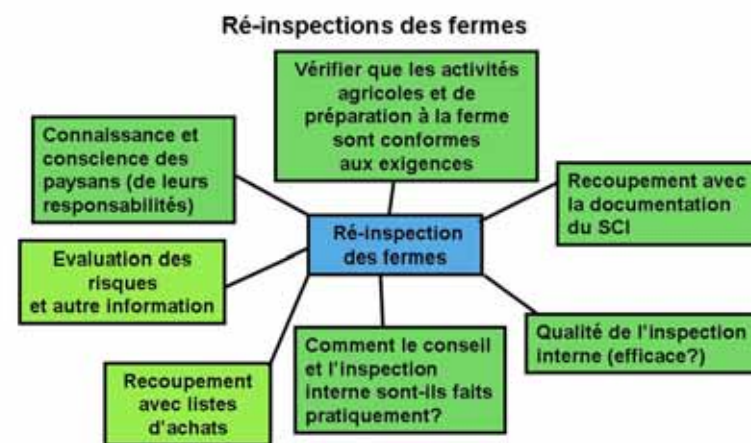 Ré-inspections des fermes
Vérifier que les activités
agricoles et de
préparation à la ferme
sont conformes
aux exigences
Connaissance et
conscience des
paysans (de leurs
responsabilités)
Recoupement avec
la documentation
du SCI
Ré-inspection
des fermes
Evaluation des
risques
et autre information
Qualité de l'inspection
interne (efficace?)
Comment le conseil
et l'inspection
interne sont-ils faits
pratiquement?
Recoupement
avec listes
d'achats